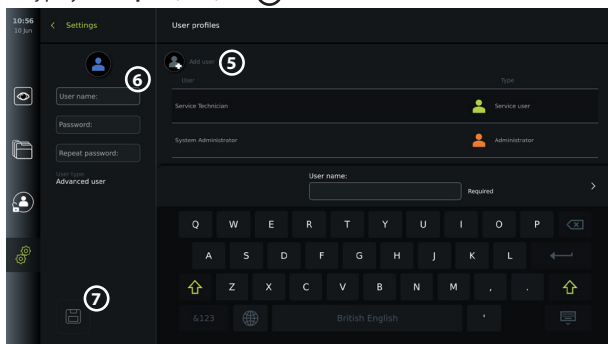 10:56
10 Jun
Settings
User profiles
Add user
5
6
User
Type
User name:
Service Technician
Service user
Password:
System Administrator
Administrator
Repeat password:
User type:
Advanced user
User name:
Required
Q W E R T Y U I O P
A S D F G H J K L
Z X C V B N M , .
7
&123
British English
'